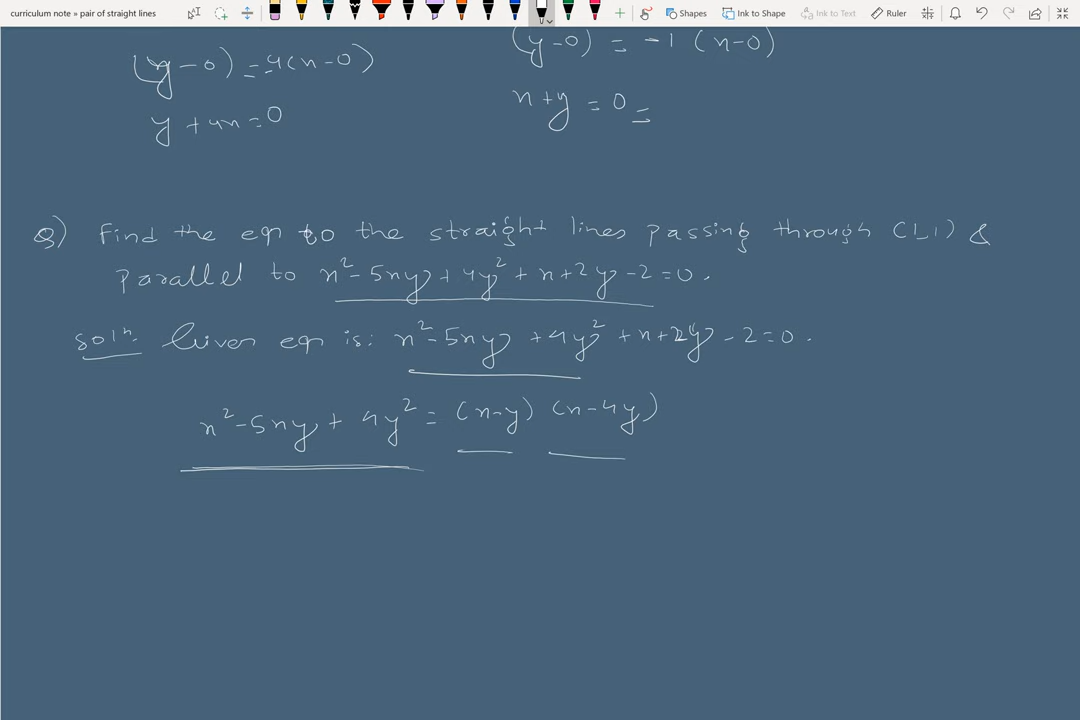 curriculum note » pair of straight lines
Shapes Ink to Shape Ink to Text Ruler
(y-0) = -4(x-0) (y-0) = -1 (x-0)
y + 4x = 0 x+y = 0
Q) Find the eqn to the straight lines passing through (1,1) &
parallel to x²-5xy+4y²+x+2y-2=0.
Solⁿ. Given eqn is: x²-5xy+4y²+x+2y-2=0.
x²-5xy+4y² = (x-y) (x-4y)